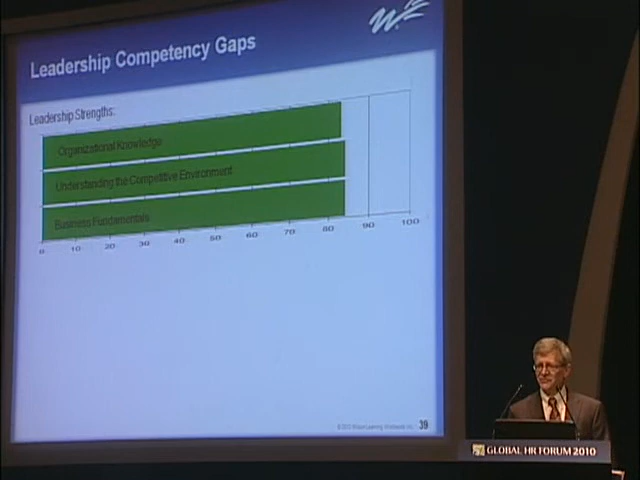 Leadership Competency Gaps
Leadership Strengths:
Organizational Knowledge
Understanding the Competitive Environment
Business Fundamentals
0 10 20 30 40 50 60 70 80 90 100
39
GLOBAL HR FORUM 2010